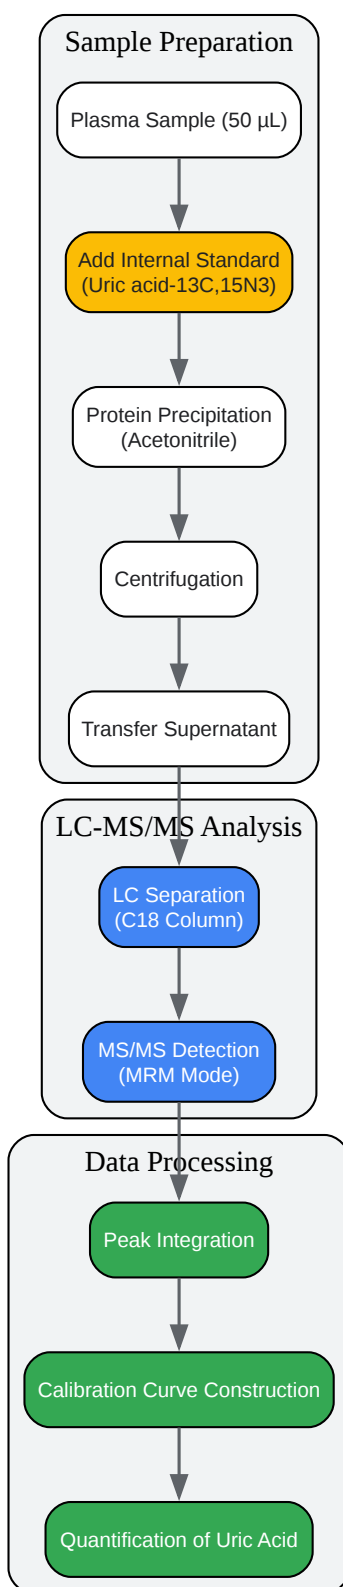 Sample Preparation
Plasma Sample (50 µL)
Add Internal Standard
(Uric acid-13C,15N3)
Protein Precipitation
(Acetonitrile)
Centrifugation
Transfer Supernatant
LC-MS/MS Analysis
LC Separation
(C18 Column)
MS/MS Detection
(MRM Mode)
Data Processing
Peak Integration
Calibration Curve Construction
Quantification of Uric Acid